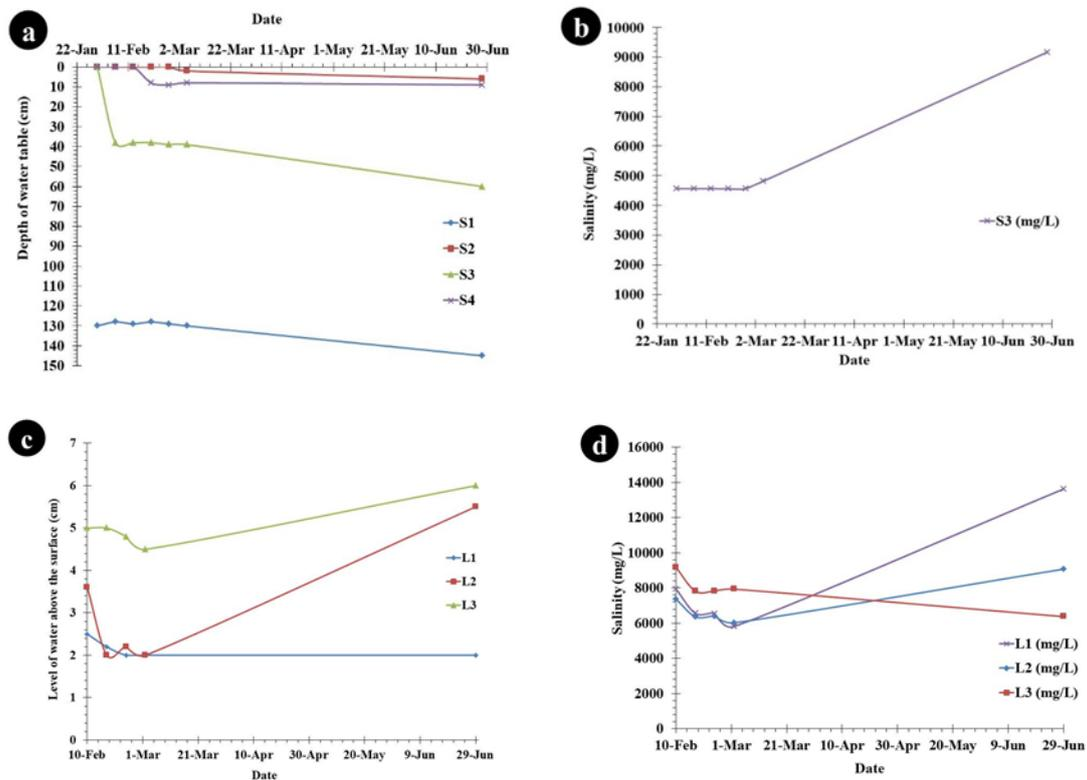 a
Date
22-Jan 11-Feb 2-Mar 22-Mar 11-Apr 1-May 21-May 10-Jun 30-Jun
0
10
20
30
40
50
60
70
80
90
100
110
120
130
140
150
Depth of water table (cm)
S1
S2
S3
S4
b
10000
9000
8000
7000
6000
5000
4000
3000
2000
1000
0
Salinity (mg/L)
S3 (mg/L)
22-Jan 11-Feb 2-Mar 22-Mar 11-Apr 1-May 21-May 10-Jun 30-Jun
Date
c
7
6
5
4
3
2
1
0
Level of water above the surface (cm)
L1
L2
L3
10-Feb 1-Mar 21-Mar 10-Apr 30-Apr 20-May 9-Jun 29-Jun
Date
d
16000
14000
12000
10000
8000
6000
4000
2000
0
Salinity (mg/L)
L1 (mg/L)
L2 (mg/L)
L3 (mg/L)
10-Feb 1-Mar 21-Mar 10-Apr 30-Apr 20-May 9-Jun 29-Jun
Date